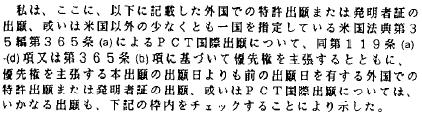 私は、ここに、以下に記載した外国での特許出願または発明者証の
出願、或いは米国以外の少なくとも一国を指定している米国法典第3
5編第365条(a)によるPCT国際出願について、同第119条(a)
-(d)項又は第365条(b)項に基づいて優先権を主張するとともに、
優先権を主張する本出願の出願日よりも前の出願日を有する外国での
特許出願または発明者証の出願、或いはPCT国際出願については、
いかなる出願も、下記の枠内をチェックすることにより示した。